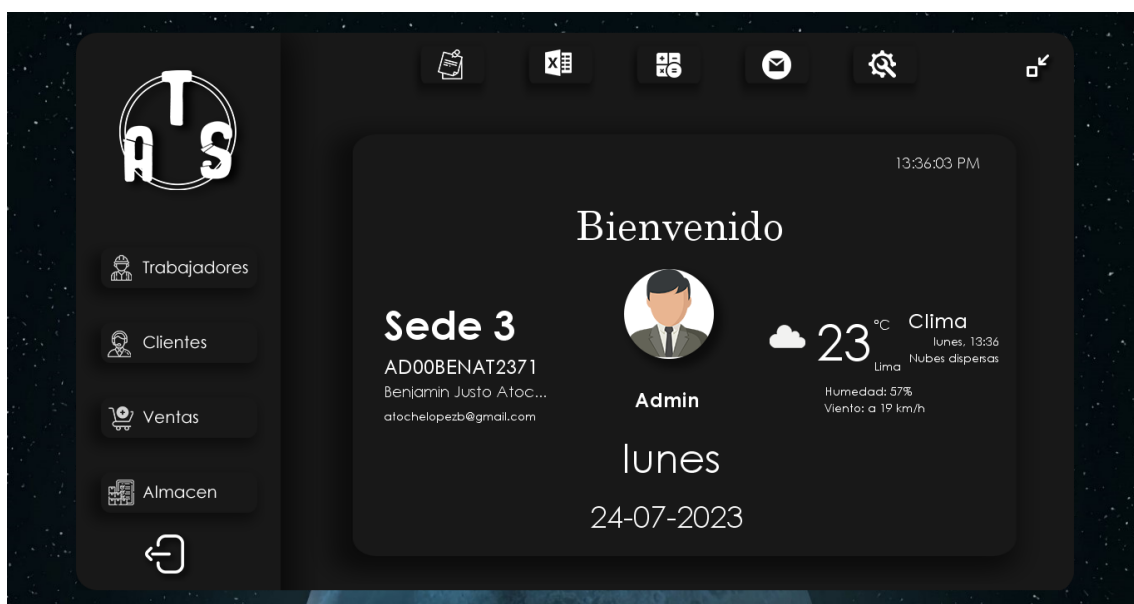 ATS
Trabajadores
Clientes
Ventas
Almacen
13:36:03 PM
Bienvenido
Sede 3
AD00BENAT2371
Benjamin Justo Atoc...
atochelopezb@gmail.com
Admin
23 °C
Lima
Clima
lunes, 13:36
Nubes dispersas
Humedad: 57%
Viento: a 19 km/h
lunes
24-07-2023